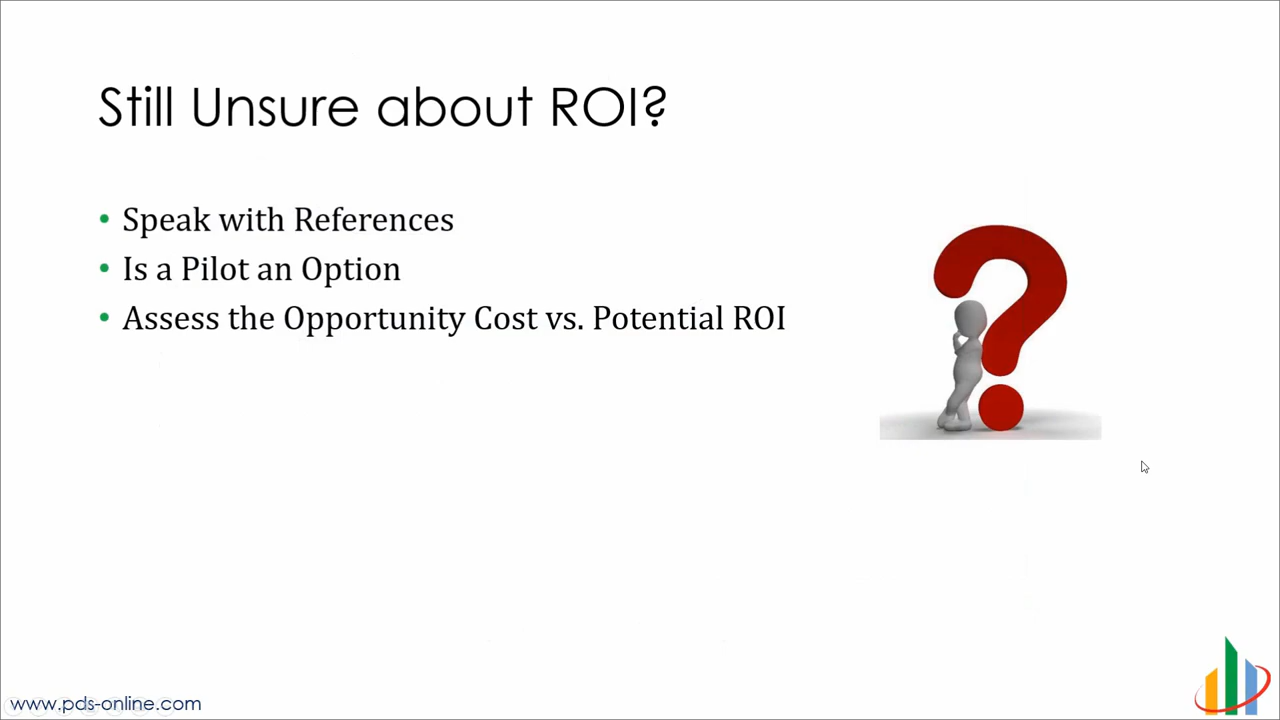 Still Unsure about ROI?
• Speak with References
• Is a Pilot an Option
• Assess the Opportunity Cost vs. Potential ROI
www.pds-online.com